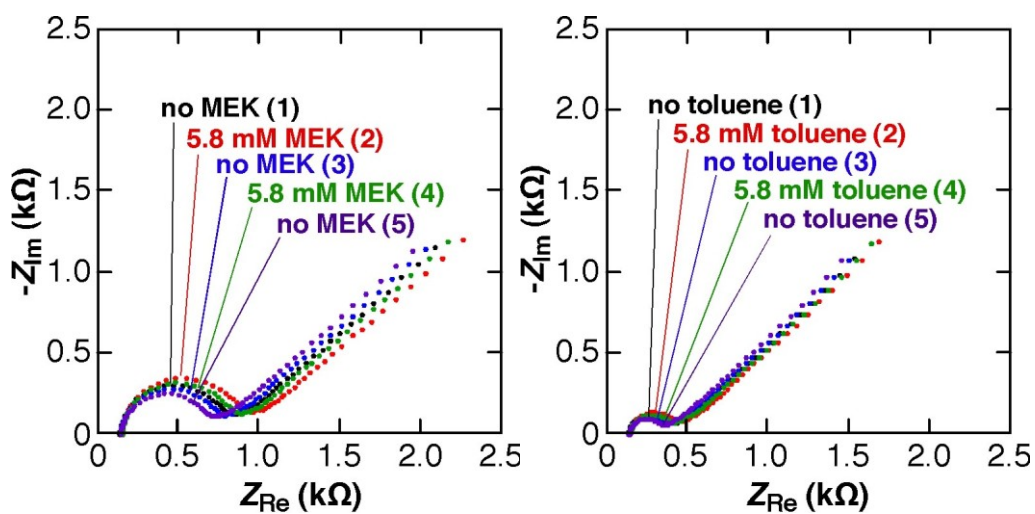 2.5
2.0
1.5
1.0
0.5
0
-ZIm (kΩ)
no MEK (1)
5.8 mM MEK (2)
no MEK (3)
5.8 mM MEK (4)
no MEK (5)
0 0.5 1.0 1.5 2.0 2.5
ZRe (kΩ)
2.5
2.0
1.5
1.0
0.5
0
-ZIm (kΩ)
no toluene (1)
5.8 mM toluene (2)
no toluene (3)
5.8 mM toluene (4)
no toluene (5)
0 0.5 1.0 1.5 2.0 2.5
ZRe (kΩ)